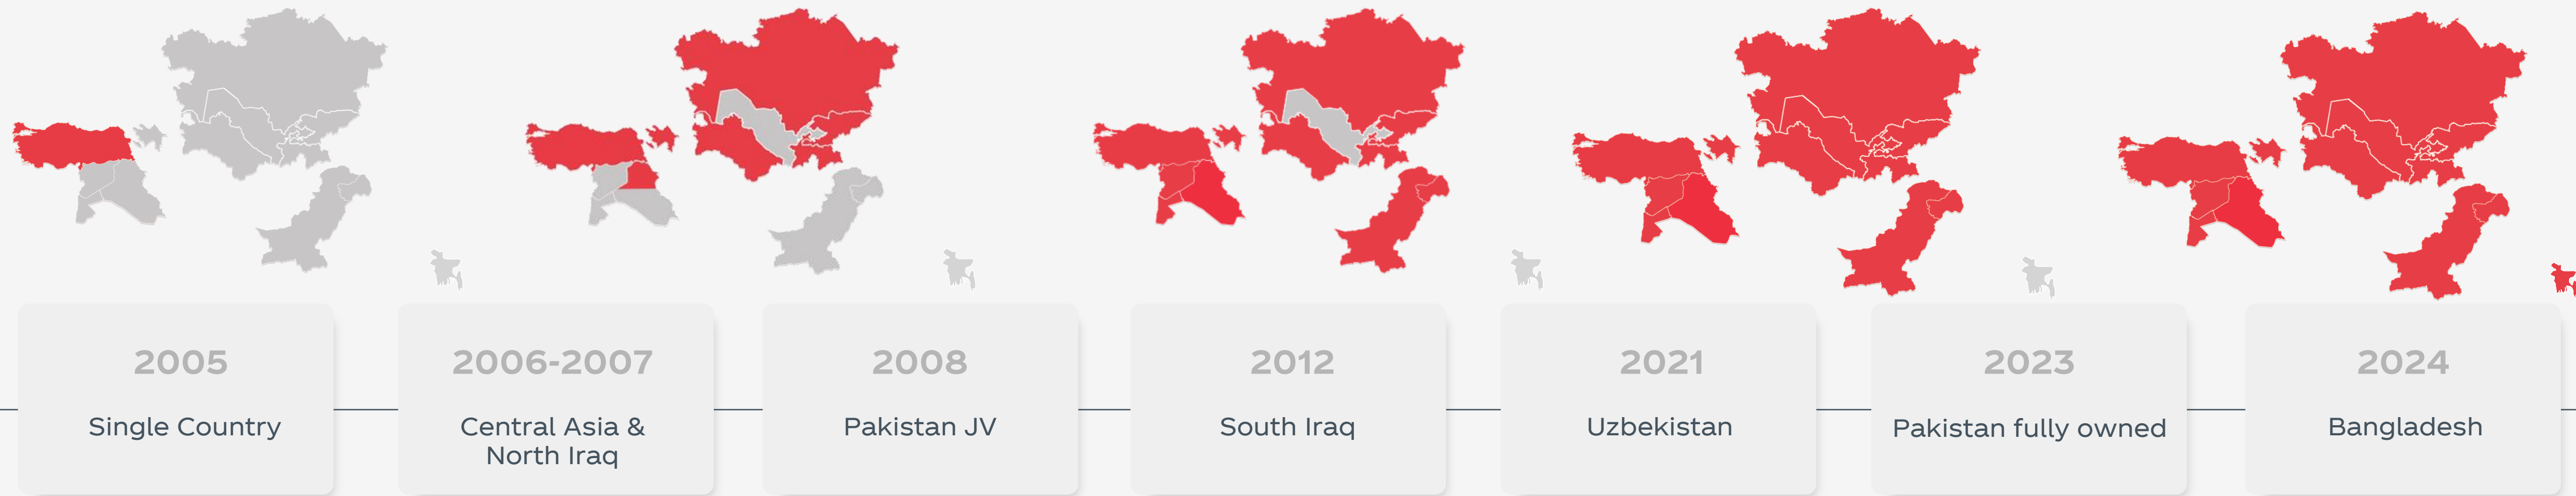 2005
Single Country
2006-2007
Central Asia &
North Iraq
2008
Pakistan JV
2012
South Iraq
2021
Uzbekistan
2023
Pakistan fully owned
2024
Bangladesh